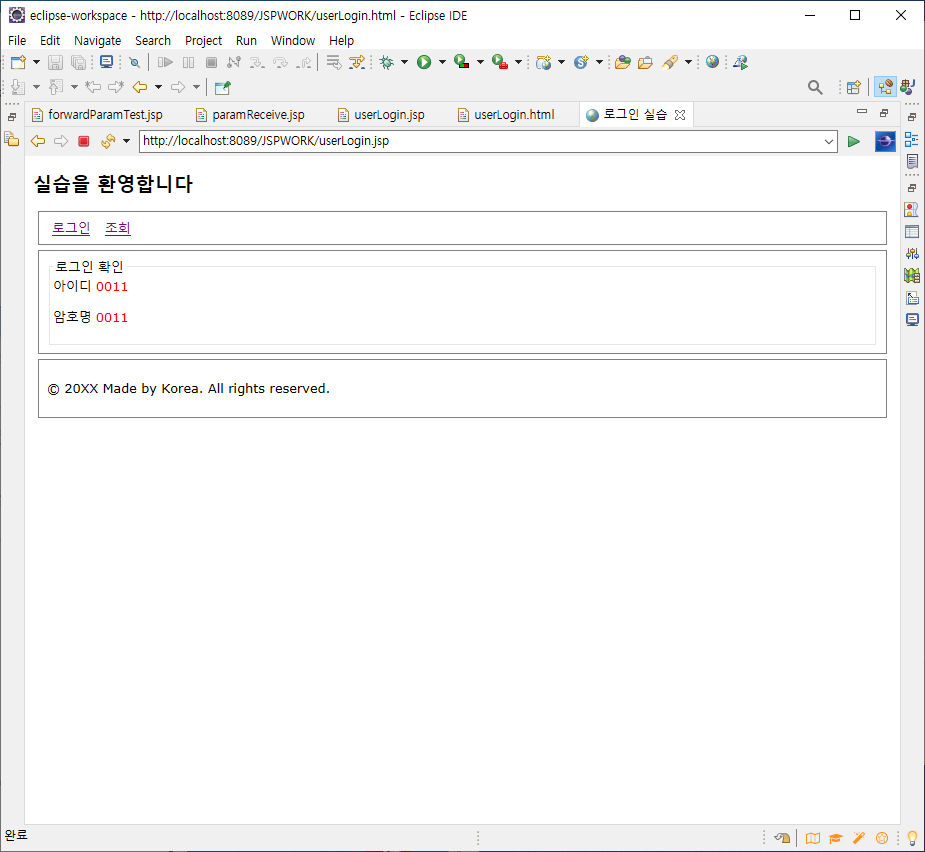 eclipse-workspace - http://localhost:8089/JSPWORK/userLogin.html - Eclipse IDE
File Edit Navigate Search Project Run Window Help
forwardParamTest.jsp paramReceive.jsp userLogin.jsp userLogin.html 로그인 실습
http://localhost:8089/JSPWORK/userLogin.jsp
실습을 환영합니다
로그인 조회
로그인 확인
아이디 0011
암호명 0011
© 20XX Made by Korea. All rights reserved.
완료